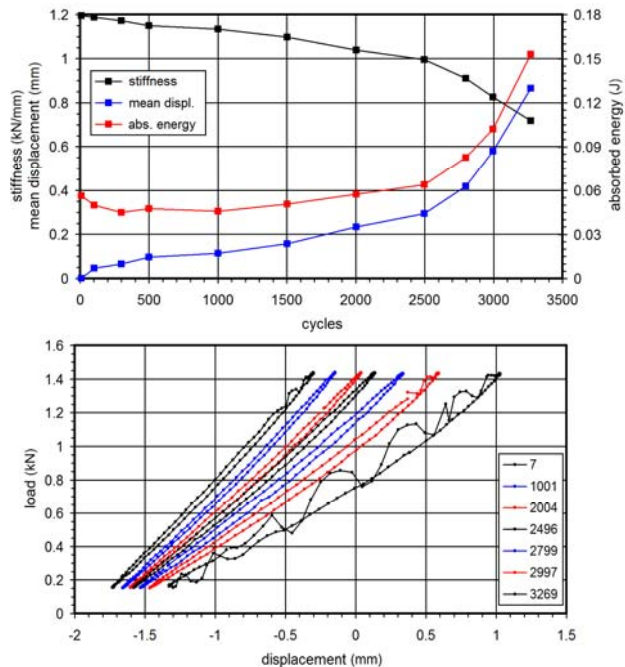 1.2
1
0.8
0.6
0.4
0.2
0
0.18
0.15
0.12
0.09
0.06
0.03
0
stiffness (kN/mm)
mean displacement (mm)
absorbed energy (J)
stiffness
mean displ.
abs. energy
0 500 1000 1500 2000 2500 3000 3500
cycles
1.6
1.4
1.2
1
0.8
0.6
0.4
0.2
0
load (kN)
7
1001
2004
2496
2799
2997
3269
-2 -1.5 -1 -0.5 0 0.5 1 1.5
displacement (mm)